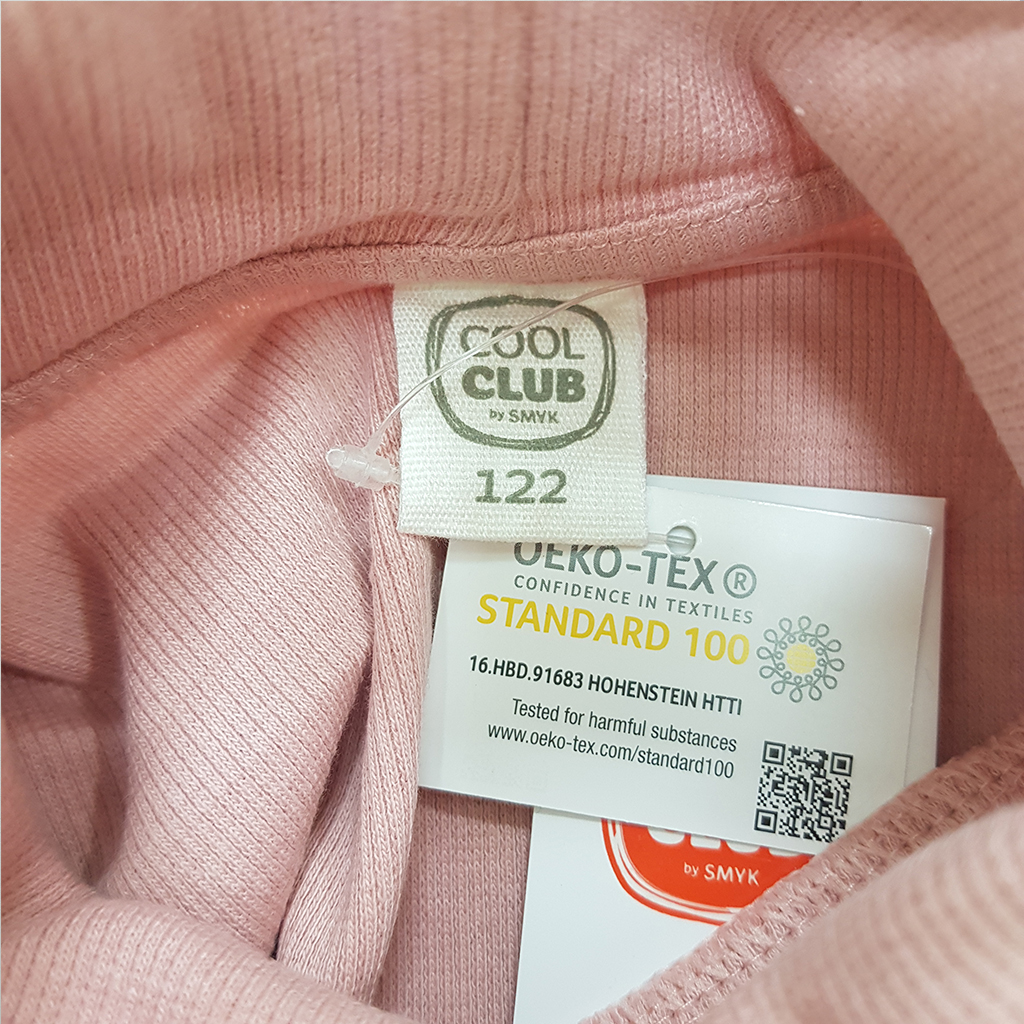 COOL
CLUB
by SMYK
122
OEKO-TEX®
CONFIDENCE IN TEXTILES
STANDARD 100
16.HBD.91683 HOHENSTEIN HTTI
Tested for harmful substances
www.oeko-tex.com/standard100
by SMYK